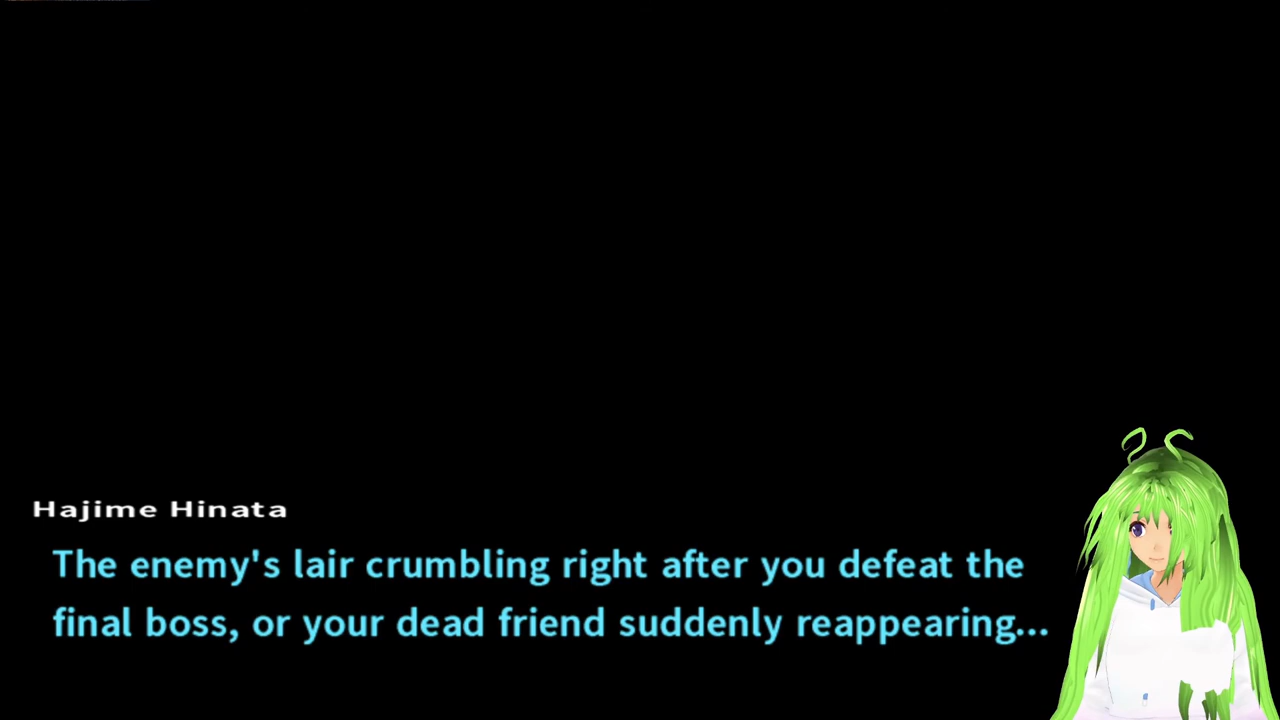 Hajime Hinata
The enemy's lair crumbling right after you defeat the
final boss, or your dead friend suddenly reappearing...